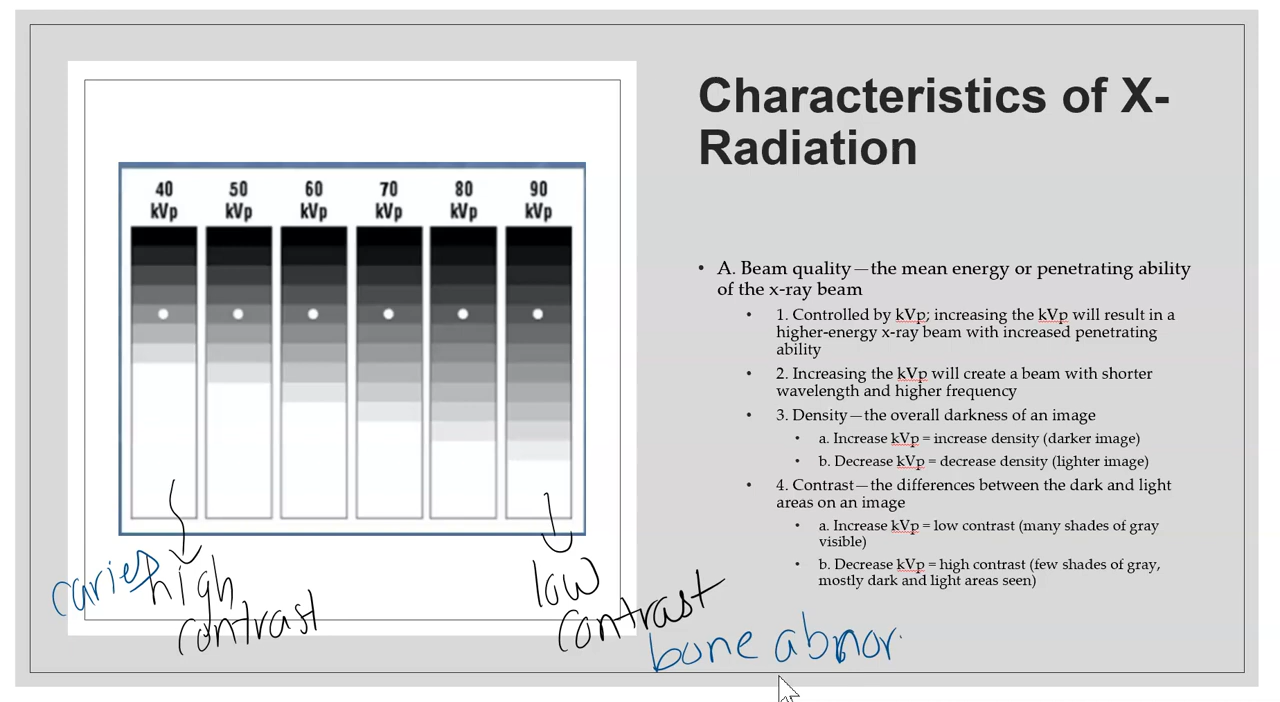 Characteristics of X-
Radiation
40 50 60 70 80 90
kVp kVp kVp kVp kVp kVp
• A. Beam quality—the mean energy or penetrating ability
of the x-ray beam
• 1. Controlled by kVp; increasing the kVp will result in a
higher-energy x-ray beam with increased penetrating
ability
• 2. Increasing the kVp will create a beam with shorter
wavelength and higher frequency
• 3. Density—the overall darkness of an image
• a. Increase kVp = increase density (darker image)
• b. Decrease kVp = decrease density (lighter image)
• 4. Contrast—the differences between the dark and light
areas on an image
• a. Increase kVp = low contrast (many shades of gray
visible)
• b. Decrease kVp = high contrast (few shades of gray,
mostly dark and light areas seen)
caries high
contrast
low
contrast
bone abnor